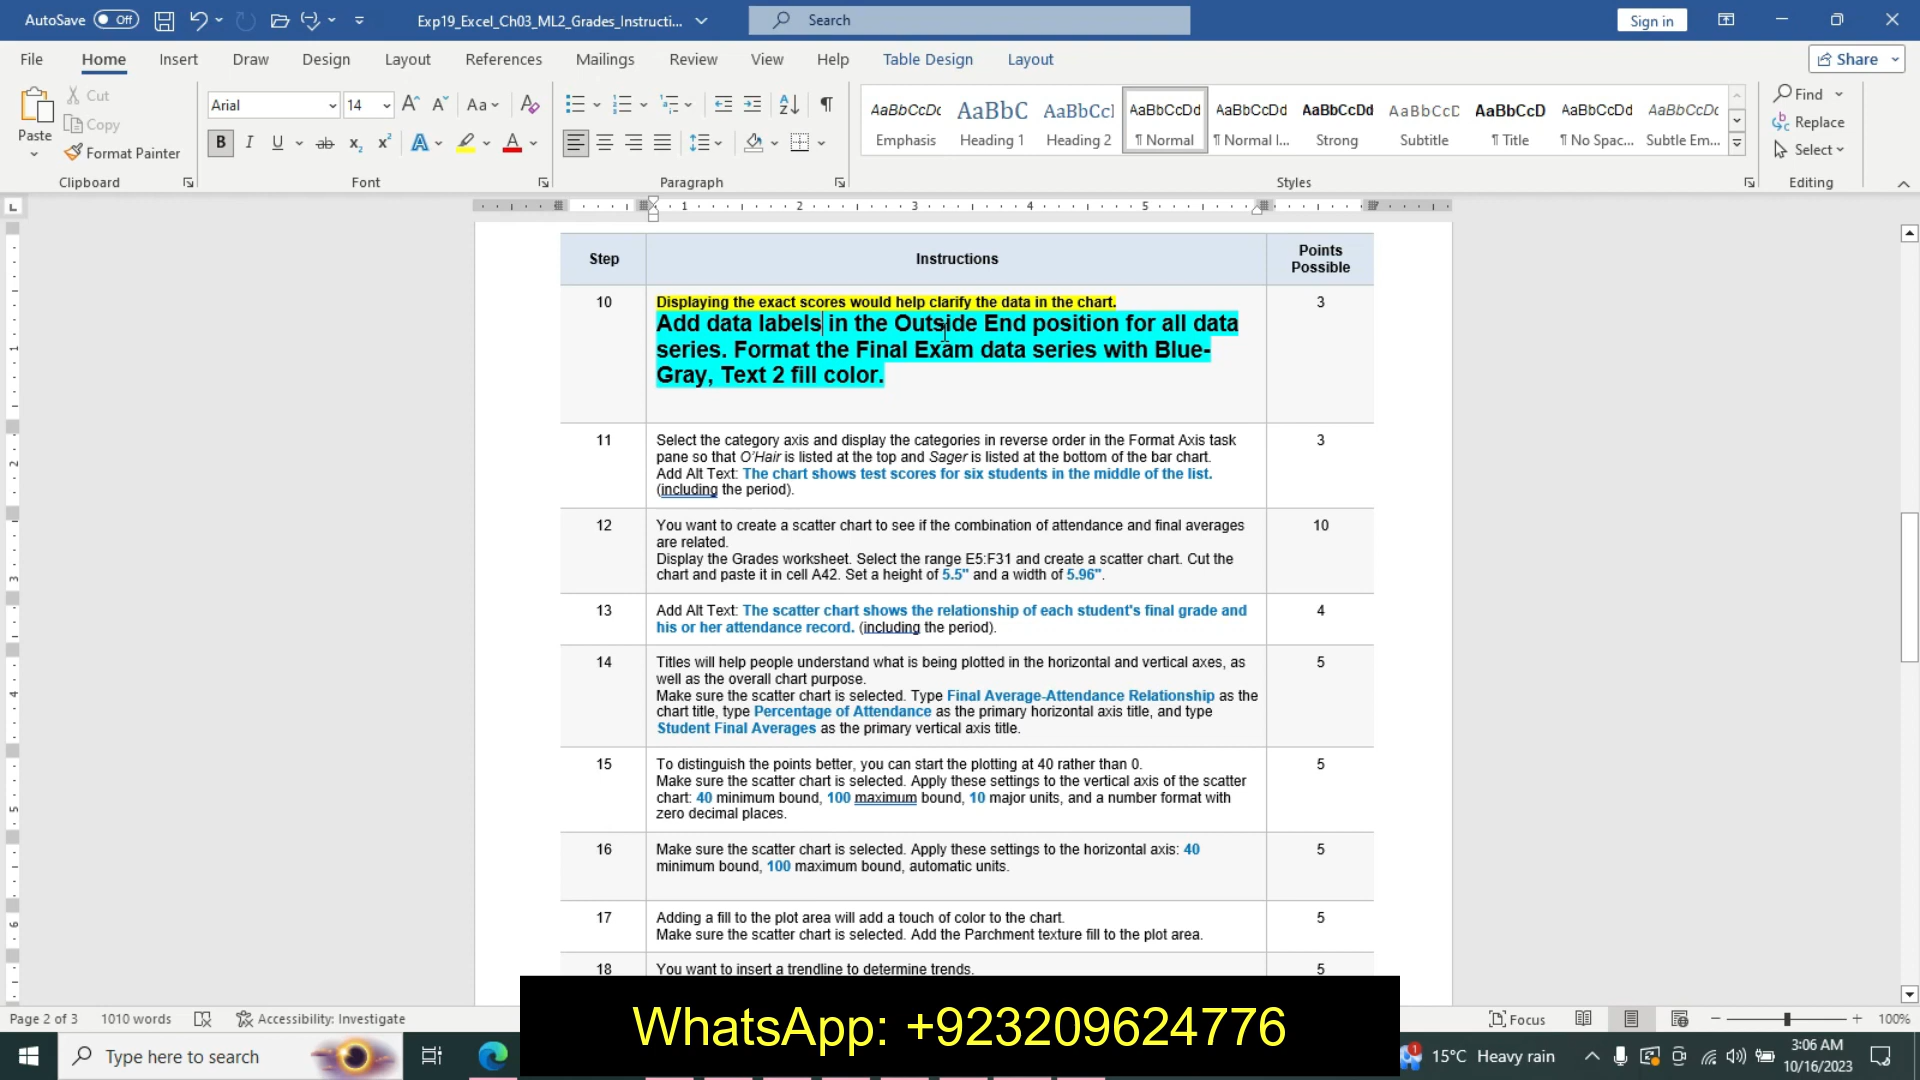 AutoSave Off Exp19_Excel_Ch03_ML2_Grades_Instructi... Search Sign in
File Home Insert Draw Design Layout References Mailings Review View Help Table Design Layout Share
Paste Cut Copy Format Painter Clipboard
Arial 14 Aa Font
Paragraph
AaBbCcDc AaBbC AaBbCcI AaBbCcDd AaBbCcDd AaBbCcDd AaBbCcD AaBbCcD AaBbCcDd AaBbCcDc
Emphasis Heading 1 Heading 2 ¶ Normal ¶ Normal I... Strong Subtitle ¶ Title ¶ No Spac... Subtle Em...
Styles
Find Replace Select Editing
1 2 3 4 5
Step Instructions Points
Possible
10 Displaying the exact scores would help clarify the data in the chart. 3
Add data labels in the Outside End position for all data
series. Format the Final Exam data series with Blue-
Gray, Text 2 fill color.
11 Select the category axis and display the categories in reverse order in the Format Axis task 3
pane so that O'Hair is listed at the top and Sager is listed at the bottom of the bar chart.
Add Alt Text: The chart shows test scores for six students in the middle of the list.
(including the period).
12 You want to create a scatter chart to see if the combination of attendance and final averages 10
are related.
Display the Grades worksheet. Select the range E5:F31 and create a scatter chart. Cut the
chart and paste it in cell A42. Set a height of 5.5" and a width of 5.96".
13 Add Alt Text: The scatter chart shows the relationship of each student's final grade and 4
his or her attendance record. (including the period).
14 Titles will help people understand what is being plotted in the horizontal and vertical axes, as 5
well as the overall chart purpose.
Make sure the scatter chart is selected. Type Final Average-Attendance Relationship as the
chart title, type Percentage of Attendance as the primary horizontal axis title, and type
Student Final Averages as the primary vertical axis title.
15 To distinguish the points better, you can start the plotting at 40 rather than 0. 5
Make sure the scatter chart is selected. Apply these settings to the vertical axis of the scatter
chart: 40 minimum bound, 100 maximum bound, 10 major units, and a number format with
zero decimal places.
16 Make sure the scatter chart is selected. Apply these settings to the horizontal axis: 40 5
minimum bound, 100 maximum bound, automatic units.
17 Adding a fill to the plot area will add a touch of color to the chart. 5
Make sure the scatter chart is selected. Add the Parchment texture fill to the plot area.
18 You want to insert a trendline to determine trends. 5
WhatsApp: +923209624776
Page 2 of 3 1010 words Accessibility: Investigate Focus 100%
Type here to search 15°C Heavy rain 3:06 AM
10/16/2023